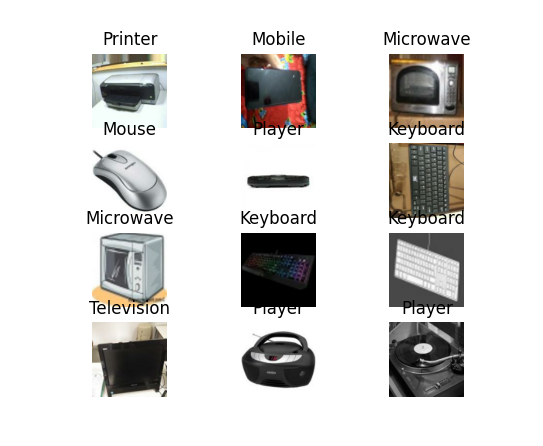 Printer Mobile Microwave
Mouse Player Keyboard
Microwave Keyboard Keyboard
Television Player Player